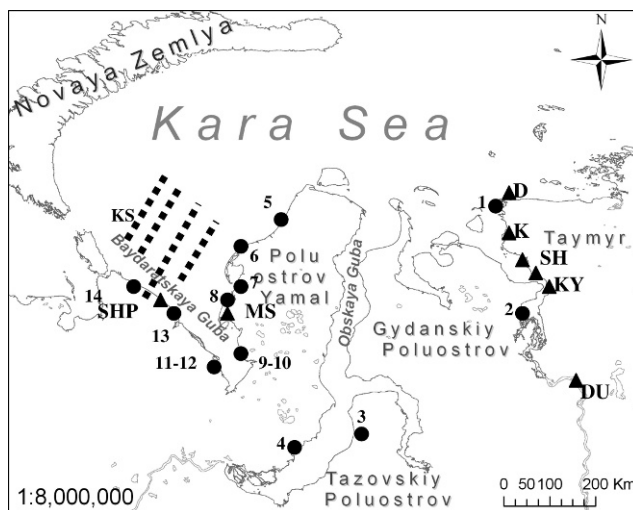 N
Novaya Zemlya
Kara Sea
D
1
KS
5
K
Taymyr
6
Polu
ostrov
Yamal
SH
Baydaratskaya Guba
Obskaya Guba
KY
14
SHP
7
8
MS
2
13
Gydanskiy
Poluostrov
11-12
9-10
DU
3
4
Tazovskiy
Poluostrov
1:8,000,000
0 50 100 200 Km